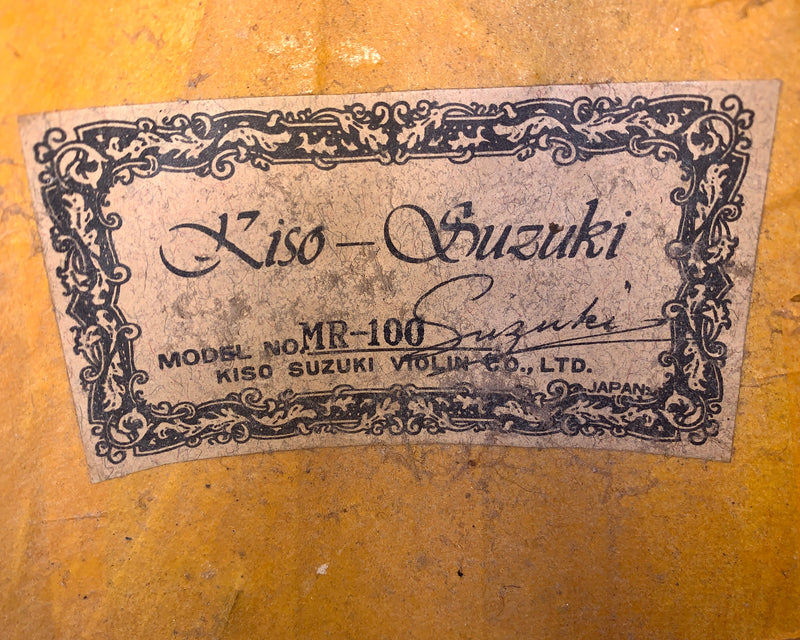 Kiso – Suzuki
MODEL NO. MR-100 Suzuki
KISO SUZUKI VIOLIN CO., LTD.
JAPAN